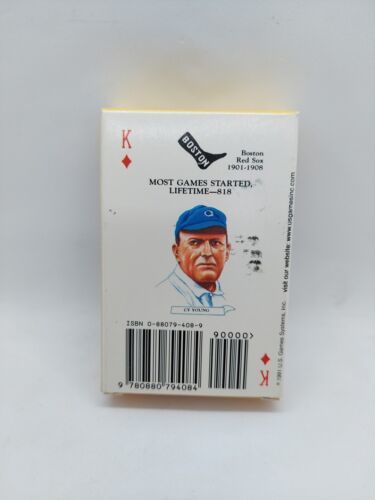 K
BOSTON
Boston
Red Sox
1901-1908
MOST GAMES STARTED,
LIFETIME—818
CY YOUNG
ISBN 0-88079-408-9
90000>
9 780880 794084
visit our website: www.usgamesinc.com
© 1991 U.S. Games Systems, Inc.
K